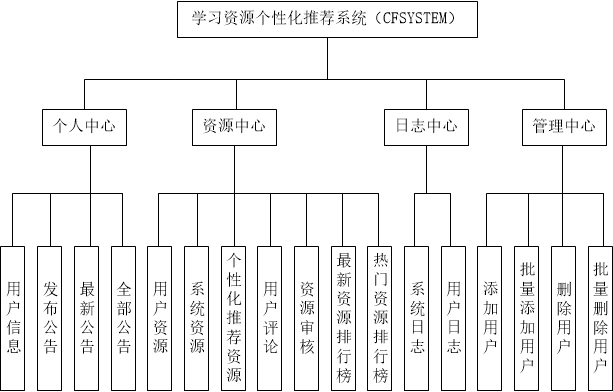 学习资源个性化推荐系统（CFSYSTEM）
个人中心
资源中心
日志中心
管理中心
用户信息
发布公告
最新公告
全部公告
用户资源
系统资源
个性化推荐资源
用户评论
资源审核
最新资源排行榜
热门资源排行榜
系统日志
用户日志
添加用户
批量添加用户
删除用户
批量删除用户